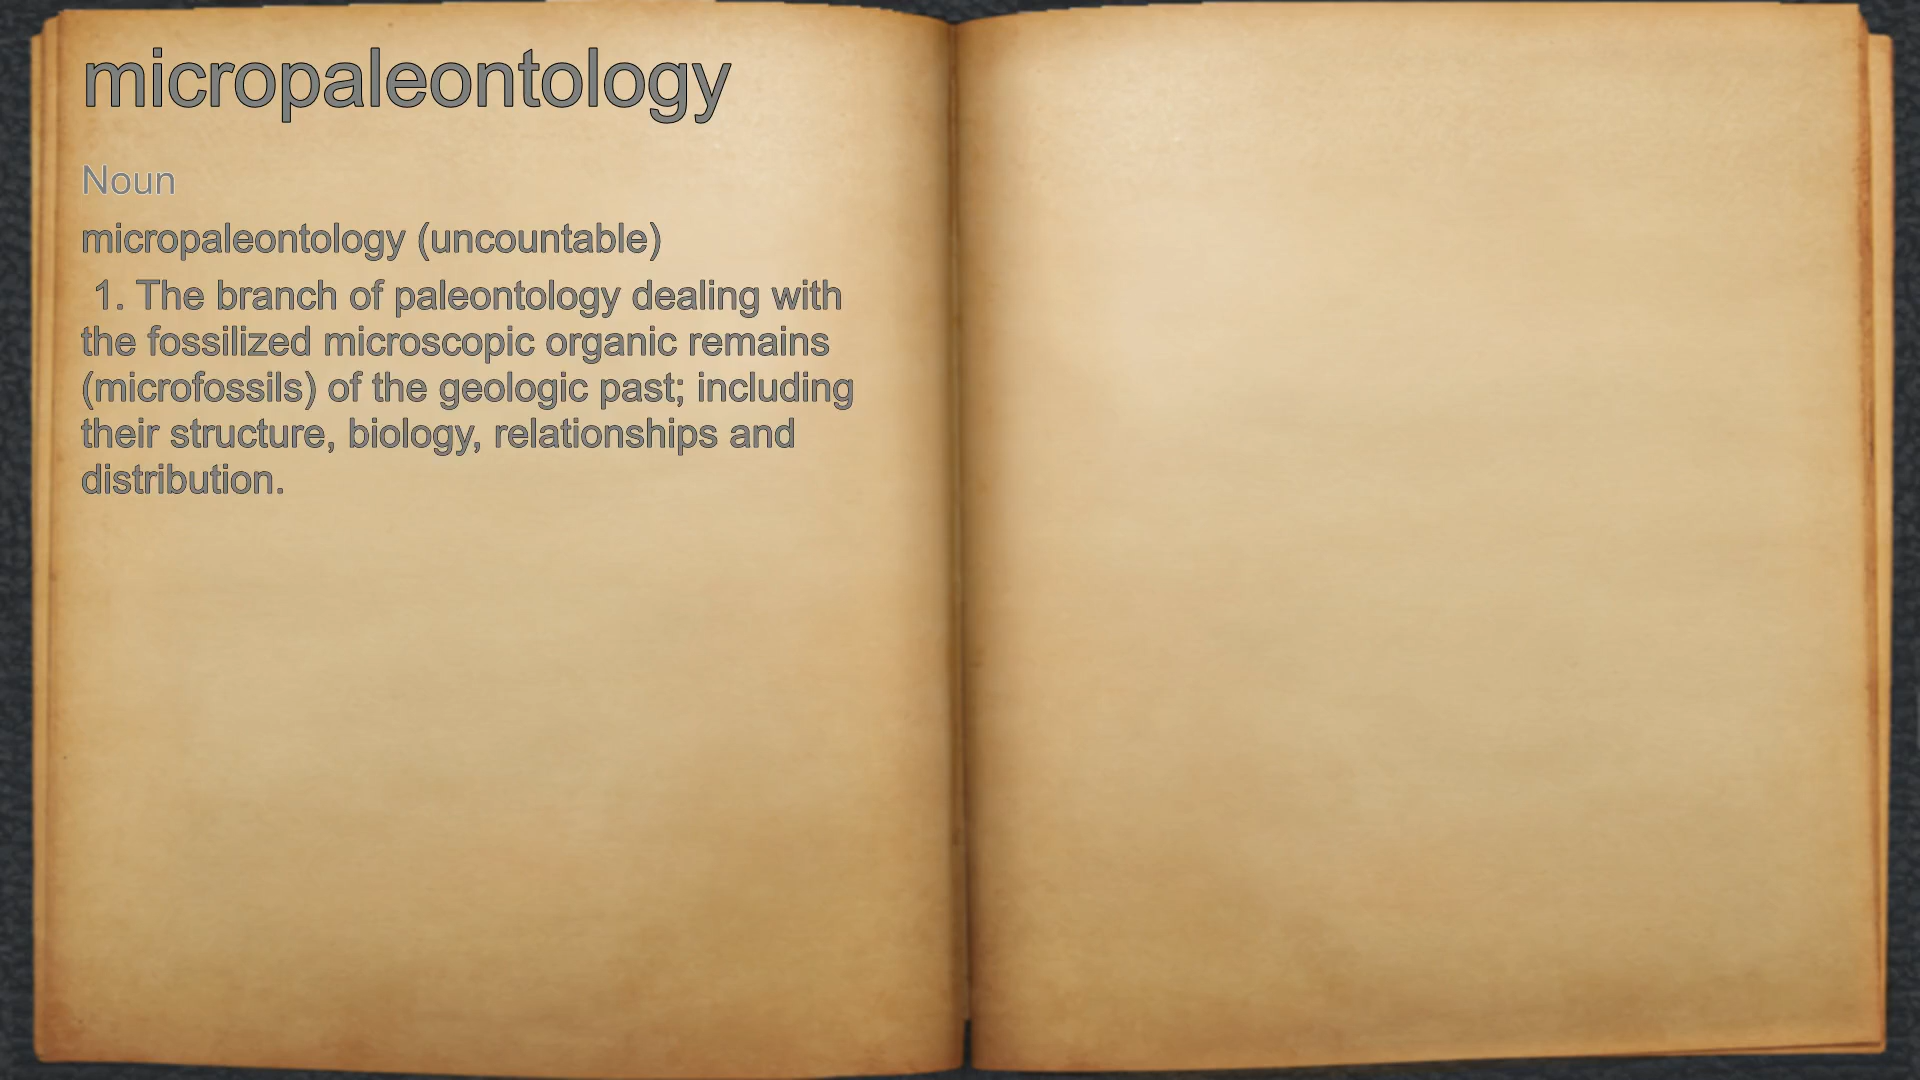 micropaleontology
Noun
micropaleontology (uncountable)
1. The branch of paleontology dealing with
the fossilized microscopic organic remains
(microfossils) of the geologic past; including
their structure, biology, relationships and
distribution.